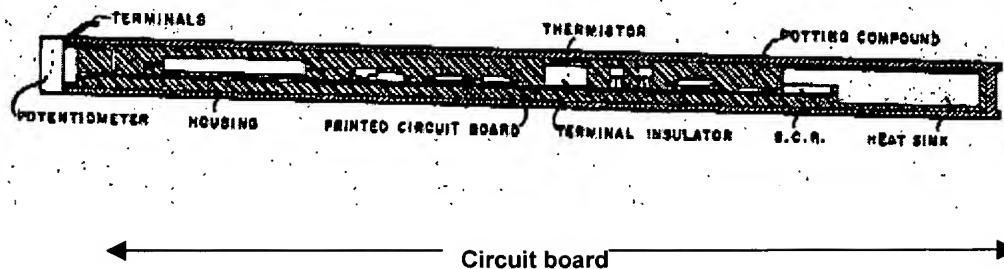 TERMINALS
THERMISTOR
POTTING COMPOUND
POTENTIOMETER
HOUSING
PRINTED CIRCUIT BOARD
TERMINAL INSULATOR
S.C.R.
HEAT SINK
Circuit board